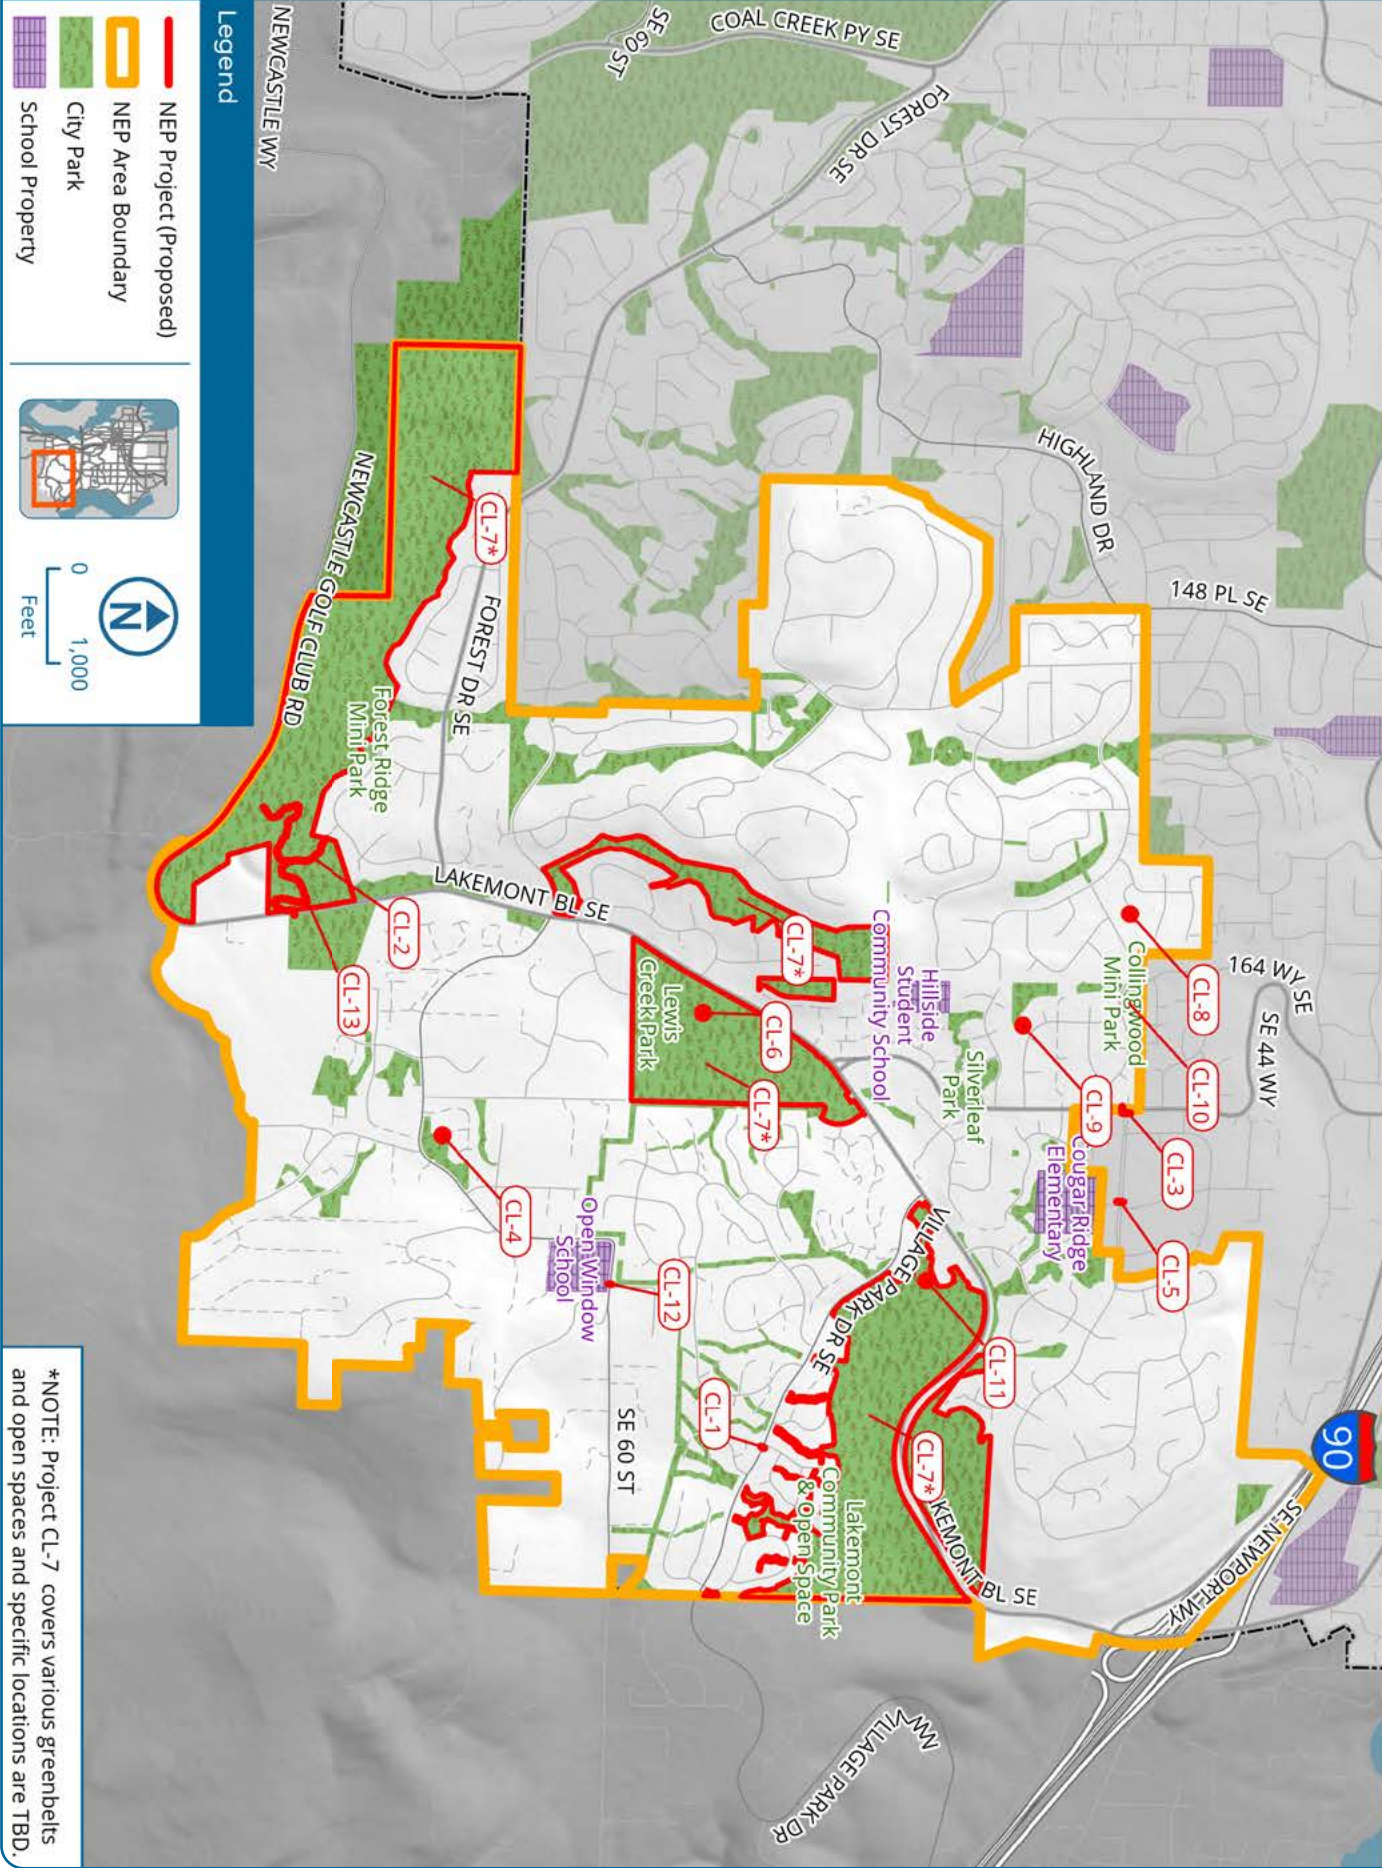 COAL CREEK PY SE
SE 60 ST
FOREST DR SE
HIGHLAND DR
148 PL SE
164 WY SE
SE 44 WY
90
SE NEWPORT WY
NEWCASTLE WY
NEWCASTLE GOLF CLUB RD
FOREST DR SE
LAKEMONT BL SE
VILLAGE PARK DR SE
KEMONT BL SE
SE 60 ST
NW
VILLAGE PARK DR
CL-8
CL-10
CL-9
CL-3
CL-5
Collingwood
Mini Park
Cougar Ridge
Elementary
Silverleaf
Park
Hillside
Student
Community School
CL-7*
CL-6
CL-7*
Lewis
Creek Park
CL-11
CL-7*
Lakemont
Community Park
& Open Space
CL-1
CL-12
Open Window
School
CL-4
CL-7*
Forest Ridge
Mini Park
CL-2
CL-13
Legend
NEP Project (Proposed)
NEP Area Boundary
City Park
School Property
N
0 1,000
Feet
*NOTE: Project CL-7 covers various greenbelts
and open spaces and specific locations are TBD.